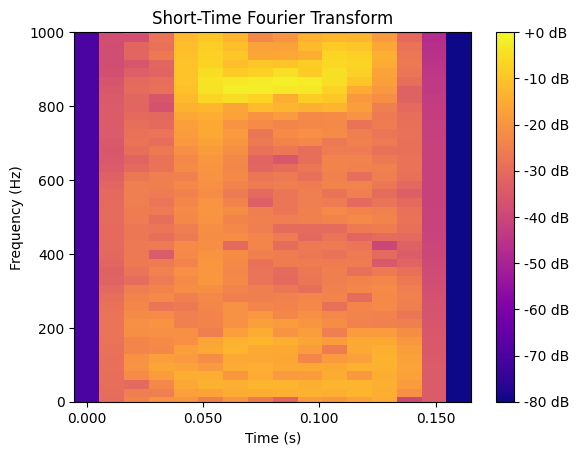 Short-Time Fourier Transform
1000
800
600
400
200
0
Frequency (Hz)
0.000
0.050
0.100
0.150
Time (s)
+0 dB
-10 dB
-20 dB
-30 dB
-40 dB
-50 dB
-60 dB
-70 dB
-80 dB